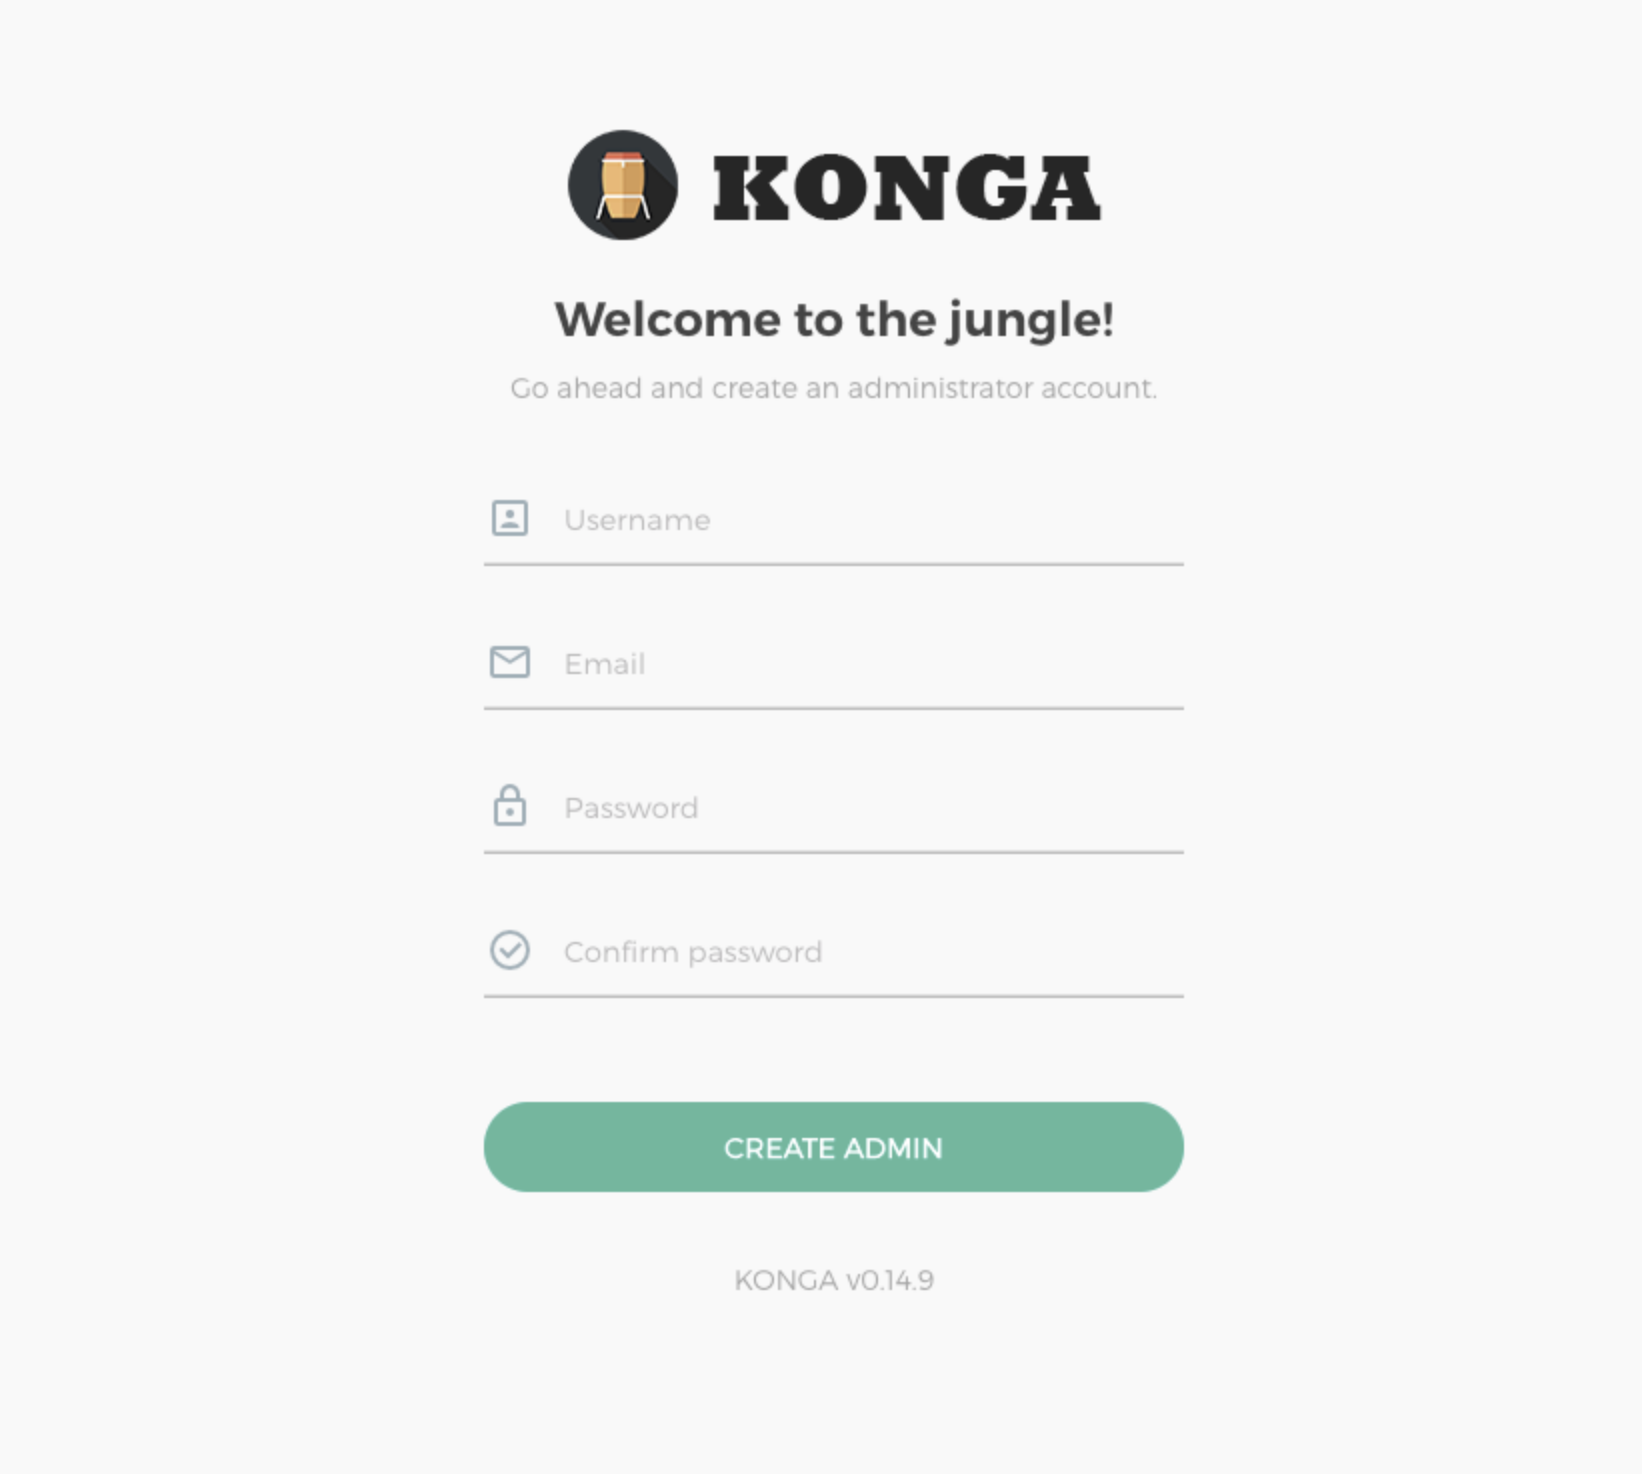 KONGA
Welcome to the jungle!
Go ahead and create an administrator account.
Username
Email
Password
Confirm password
CREATE ADMIN
KONGA v0.14.9